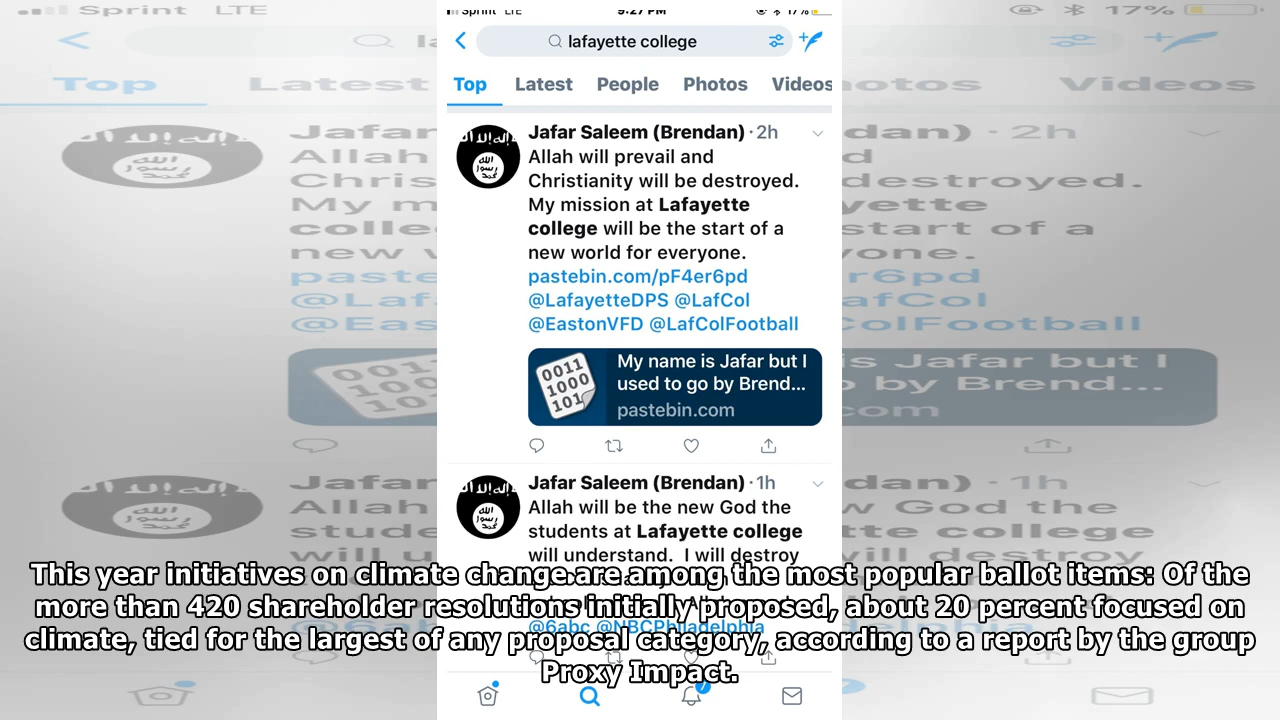 Sprint LTE 9:27 PM 17%
lafayette college
Top Latest People Photos Videos
Jafar Saleem (Brendan) · 2h
Allah will prevail and
Christianity will be destroyed.
My mission at Lafayette
college will be the start of a
new world for everyone.
pastebin.com/pF4er6pd
@LafayetteDPS @LafCol
@EastonVFD @LafColFootball
0011
1000
101
My name is Jafar but I
used to go by Brend...
pastebin.com
Jafar Saleem (Brendan) · 1h
Allah will be the new God the
students at Lafayette college
will understand. I will destroy
@6abc @NBCPhiladelphia
This year initiatives on climate change are among the most popular ballot items: Of the
more than 420 shareholder resolutions initially proposed, about 20 percent focused on
climate, tied for the largest of any proposal category, according to a report by the group
Proxy Impact.